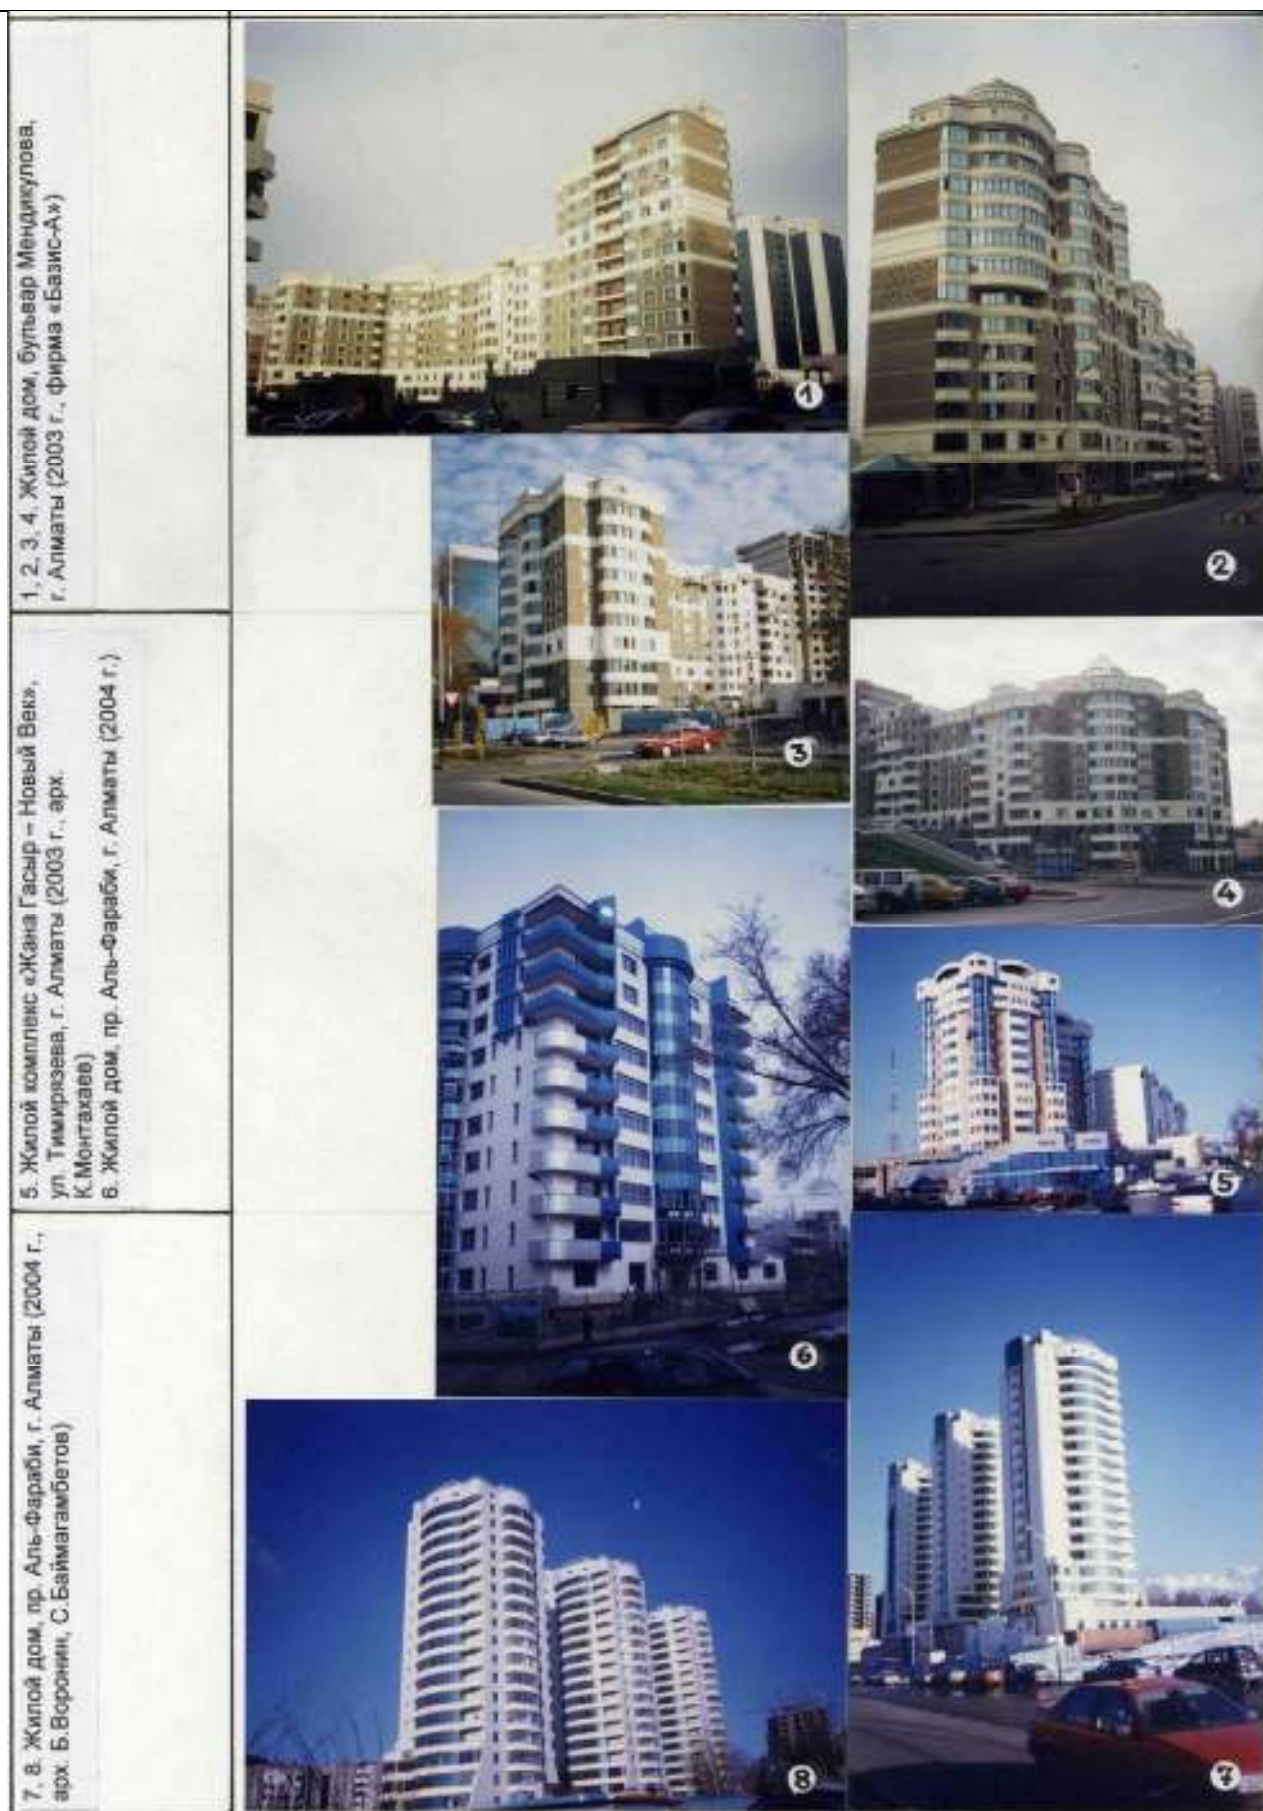 1, 2, 3, 4. Жилой дом, бульвар Мендикулова,
г. Алматы (2003 г., фирма «Базис-А»)
5. Жилой комплекс «Жана Гасыр – Новый Век»,
ул. Тимирязева, г. Алматы (2003 г., арх.
К.Монтахаев)
6. Жилой дом, пр. Аль-Фараби, г. Алматы (2004 г.)
7, 8. Жилой дом, пр. Аль-Фараби, г. Алматы (2004 г.,
арх. Б.Воронин, С.Баймагамбетов)
1
2
3
4
6
5
8
7